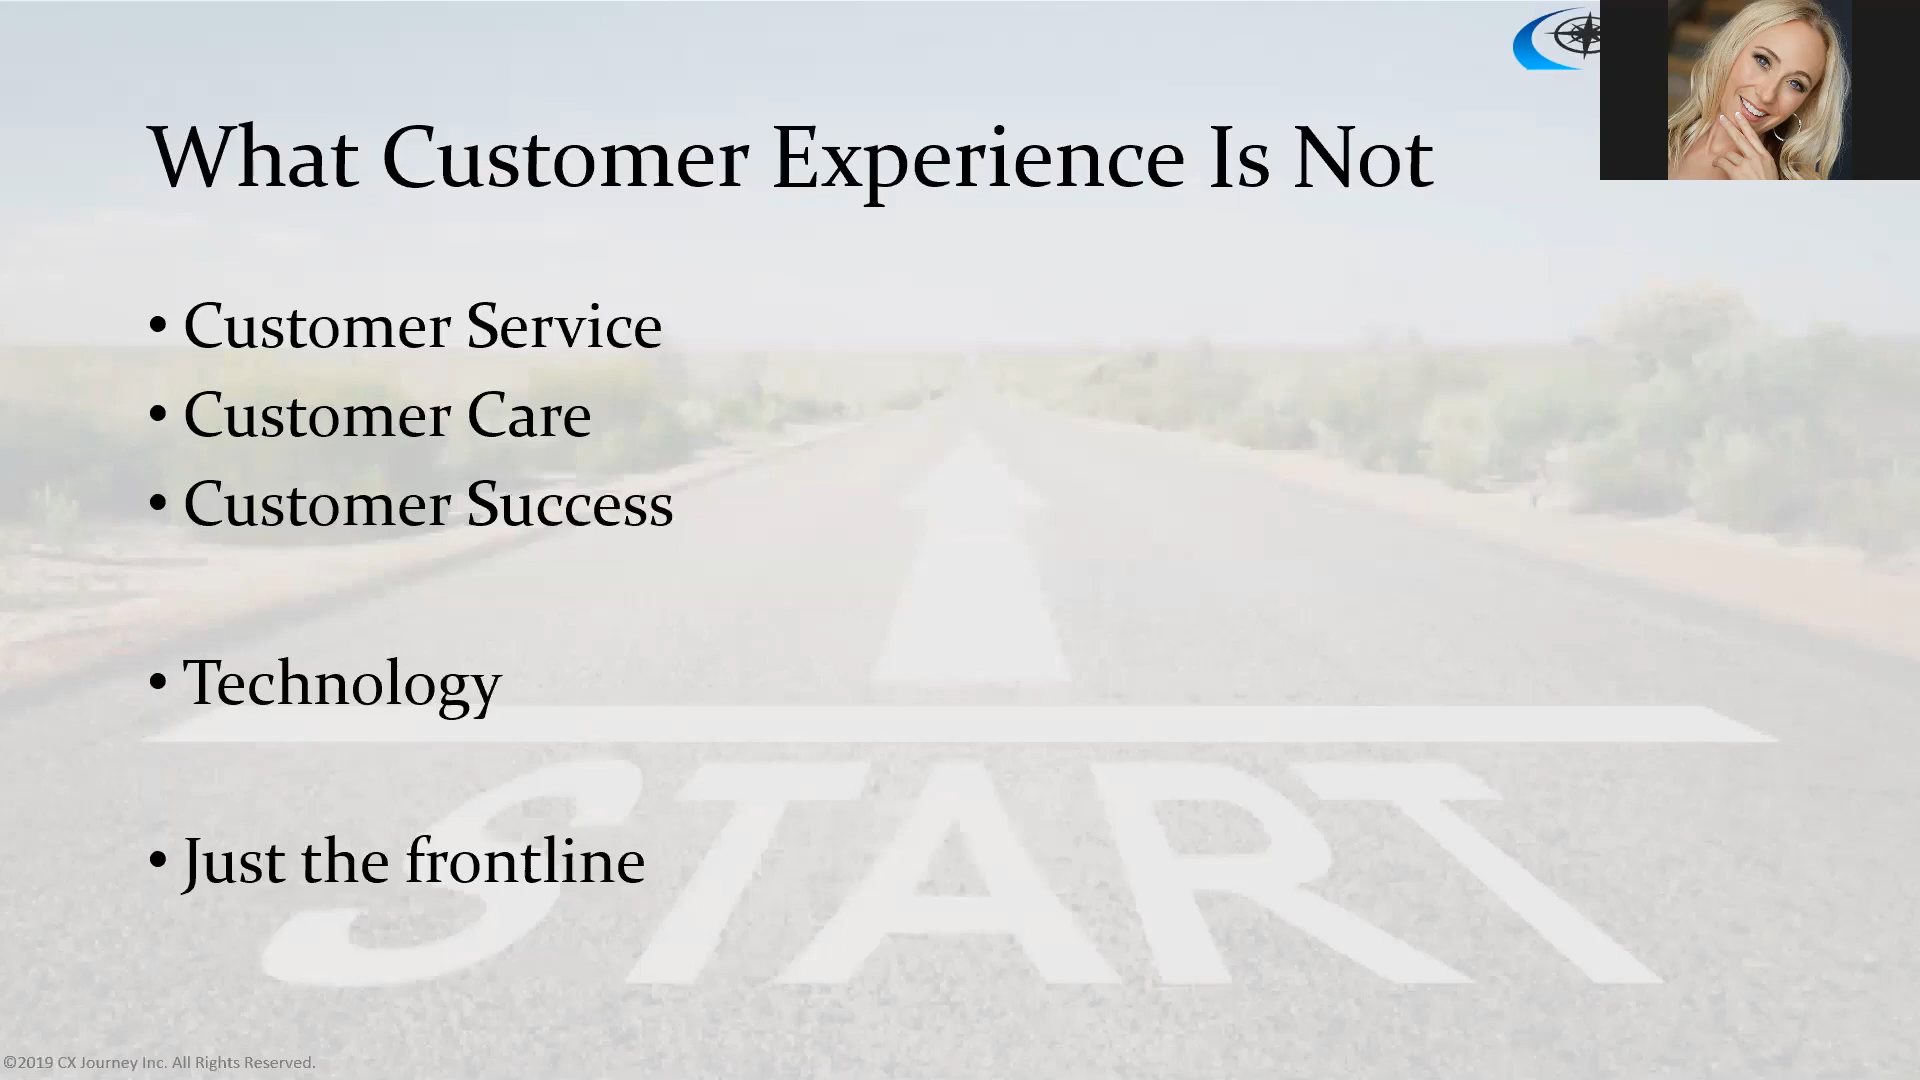 What Customer Experience Is Not
• Customer Service
• Customer Care
• Customer Success
• Technology
• Just the frontline
START
©2019 CX Journey Inc. All Rights Reserved.